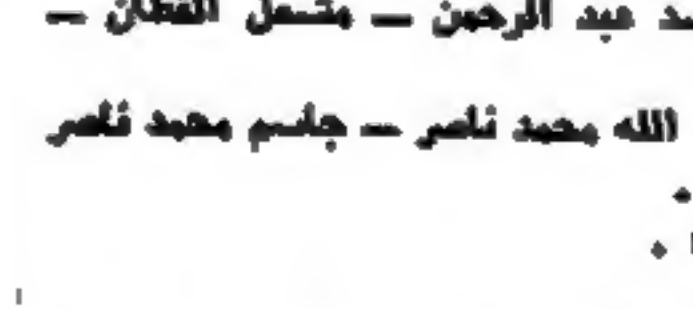 عبد الرحمن — مشعل القطان —
الله محمد ناصر — جاسم محمد ناصر
.
.